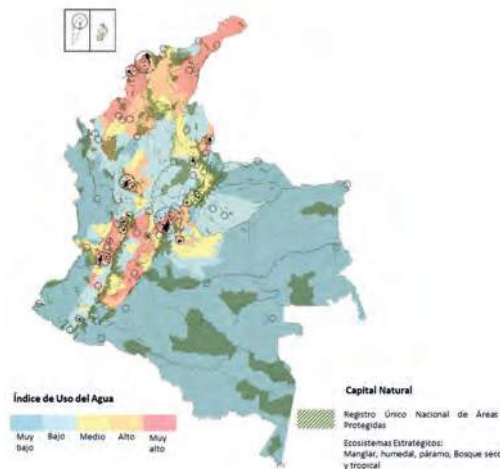 Índice de Uso del Agua
Muy bajo
Bajo
Medio
Alto
Muy alto
Capital Natural
Registro Único Nacional de Áreas
Protegidas
Ecosistemas Estratégicos:
Manglar, humedal, páramo, Bosque seco
y tropical